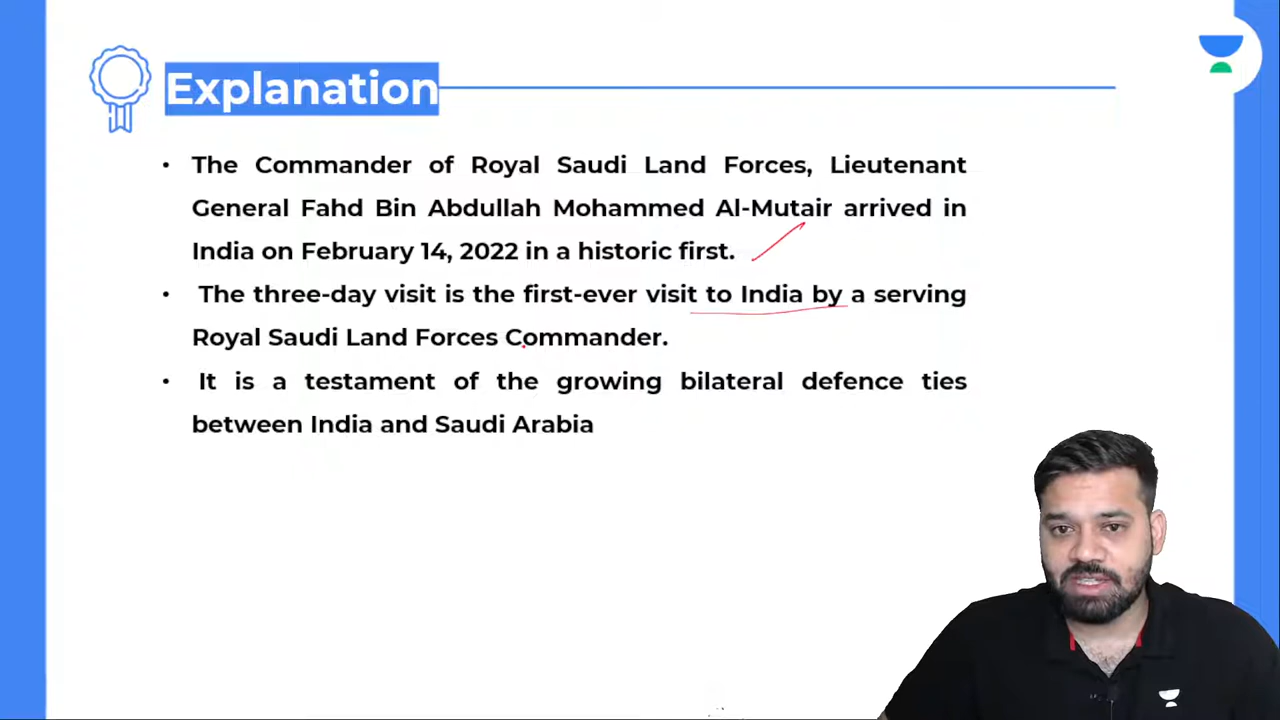 Explanation
• The Commander of Royal Saudi Land Forces, Lieutenant
General Fahd Bin Abdullah Mohammed Al-Mutair arrived in
India on February 14, 2022 in a historic first.
• The three-day visit is the first-ever visit to India by a serving
Royal Saudi Land Forces Commander.
• It is a testament of the growing bilateral defence ties
between India and Saudi Arabia